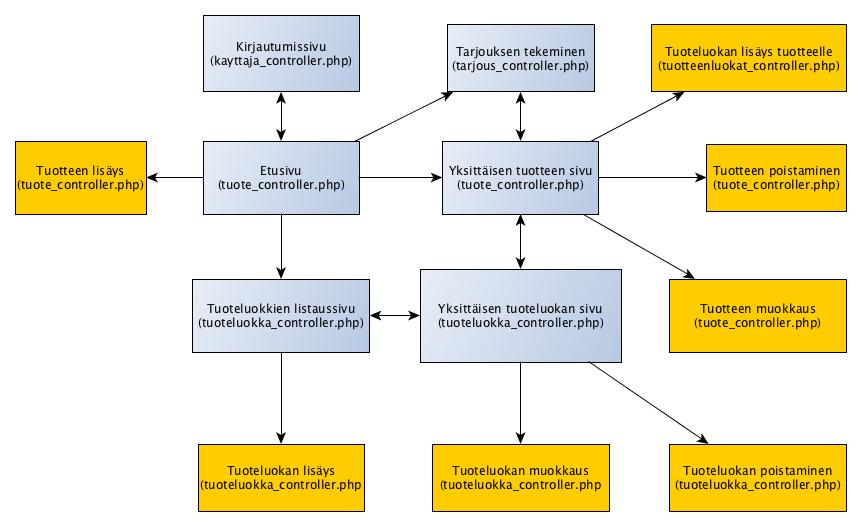 Kirjautumissivu
(kayttaja_controller.php)
Tarjouksen tekeminen
(tarjous_controller.php)
Tuoteluokan lisäys tuotteelle
(tuotteenluokat_controller.php)
Tuotteen lisäys
(tuote_controller.php)
Etusivu
(tuote_controller.php)
Yksittäisen tuotteen sivu
(tuote_controller.php)
Tuotteen poistaminen
(tuote_controller.php)
Tuoteluokkien listaussivu
(tuoteluokka_controller.php)
Yksittäisen tuoteluokan sivu
(tuoteluokka_controller.php)
Tuotteen muokkaus
(tuote_controller.php)
Tuoteluokan lisäys
(tuoteluokka_controller.php
Tuoteluokan muokkaus
(tuoteluokka_controller.php
Tuoteluokan poistaminen
(tuoteluokka_controller.php)